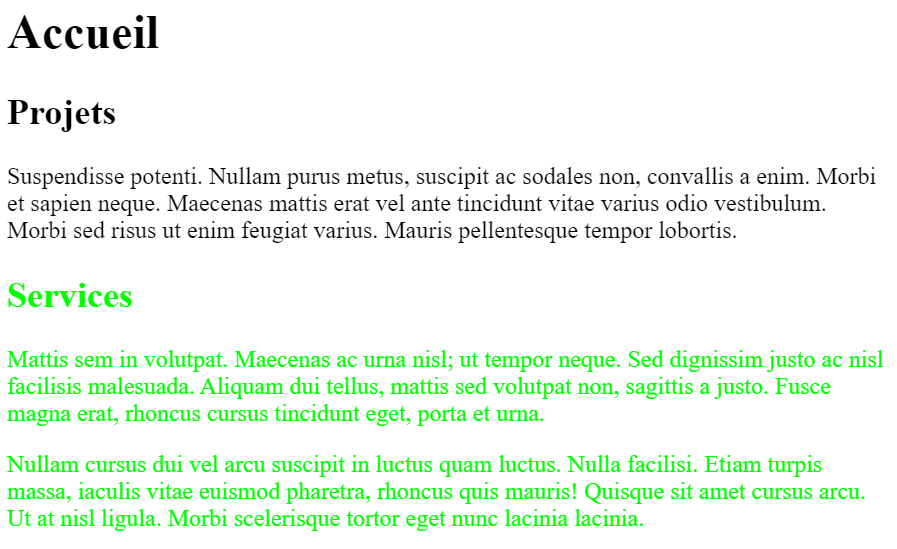 Accueil
Projets
Suspendisse potenti. Nullam purus metus, suscipit ac sodales non, convallis a enim. Morbi
et sapien neque. Maecenas mattis erat vel ante tincidunt vitae varius odio vestibulum.
Morbi sed risus ut enim feugiat varius. Mauris pellentesque tempor lobortis.
Services
Mattis sem in volutpat. Maecenas ac urna nisl; ut tempor neque. Sed dignissim justo ac nisl
facilisis malesuada. Aliquam dui tellus, mattis sed volutpat non, sagittis a justo. Fusce
magna erat, rhoncus cursus tincidunt eget, porta et urna.
Nullam cursus dui vel arcu suscipit in luctus quam luctus. Nulla facilisi. Etiam turpis
massa, iaculis vitae euismod pharetra, rhoncus quis mauris! Quisque sit amet cursus arcu.
Ut at nisl ligula. Morbi scelerisque tortor eget nunc lacinia lacinia.